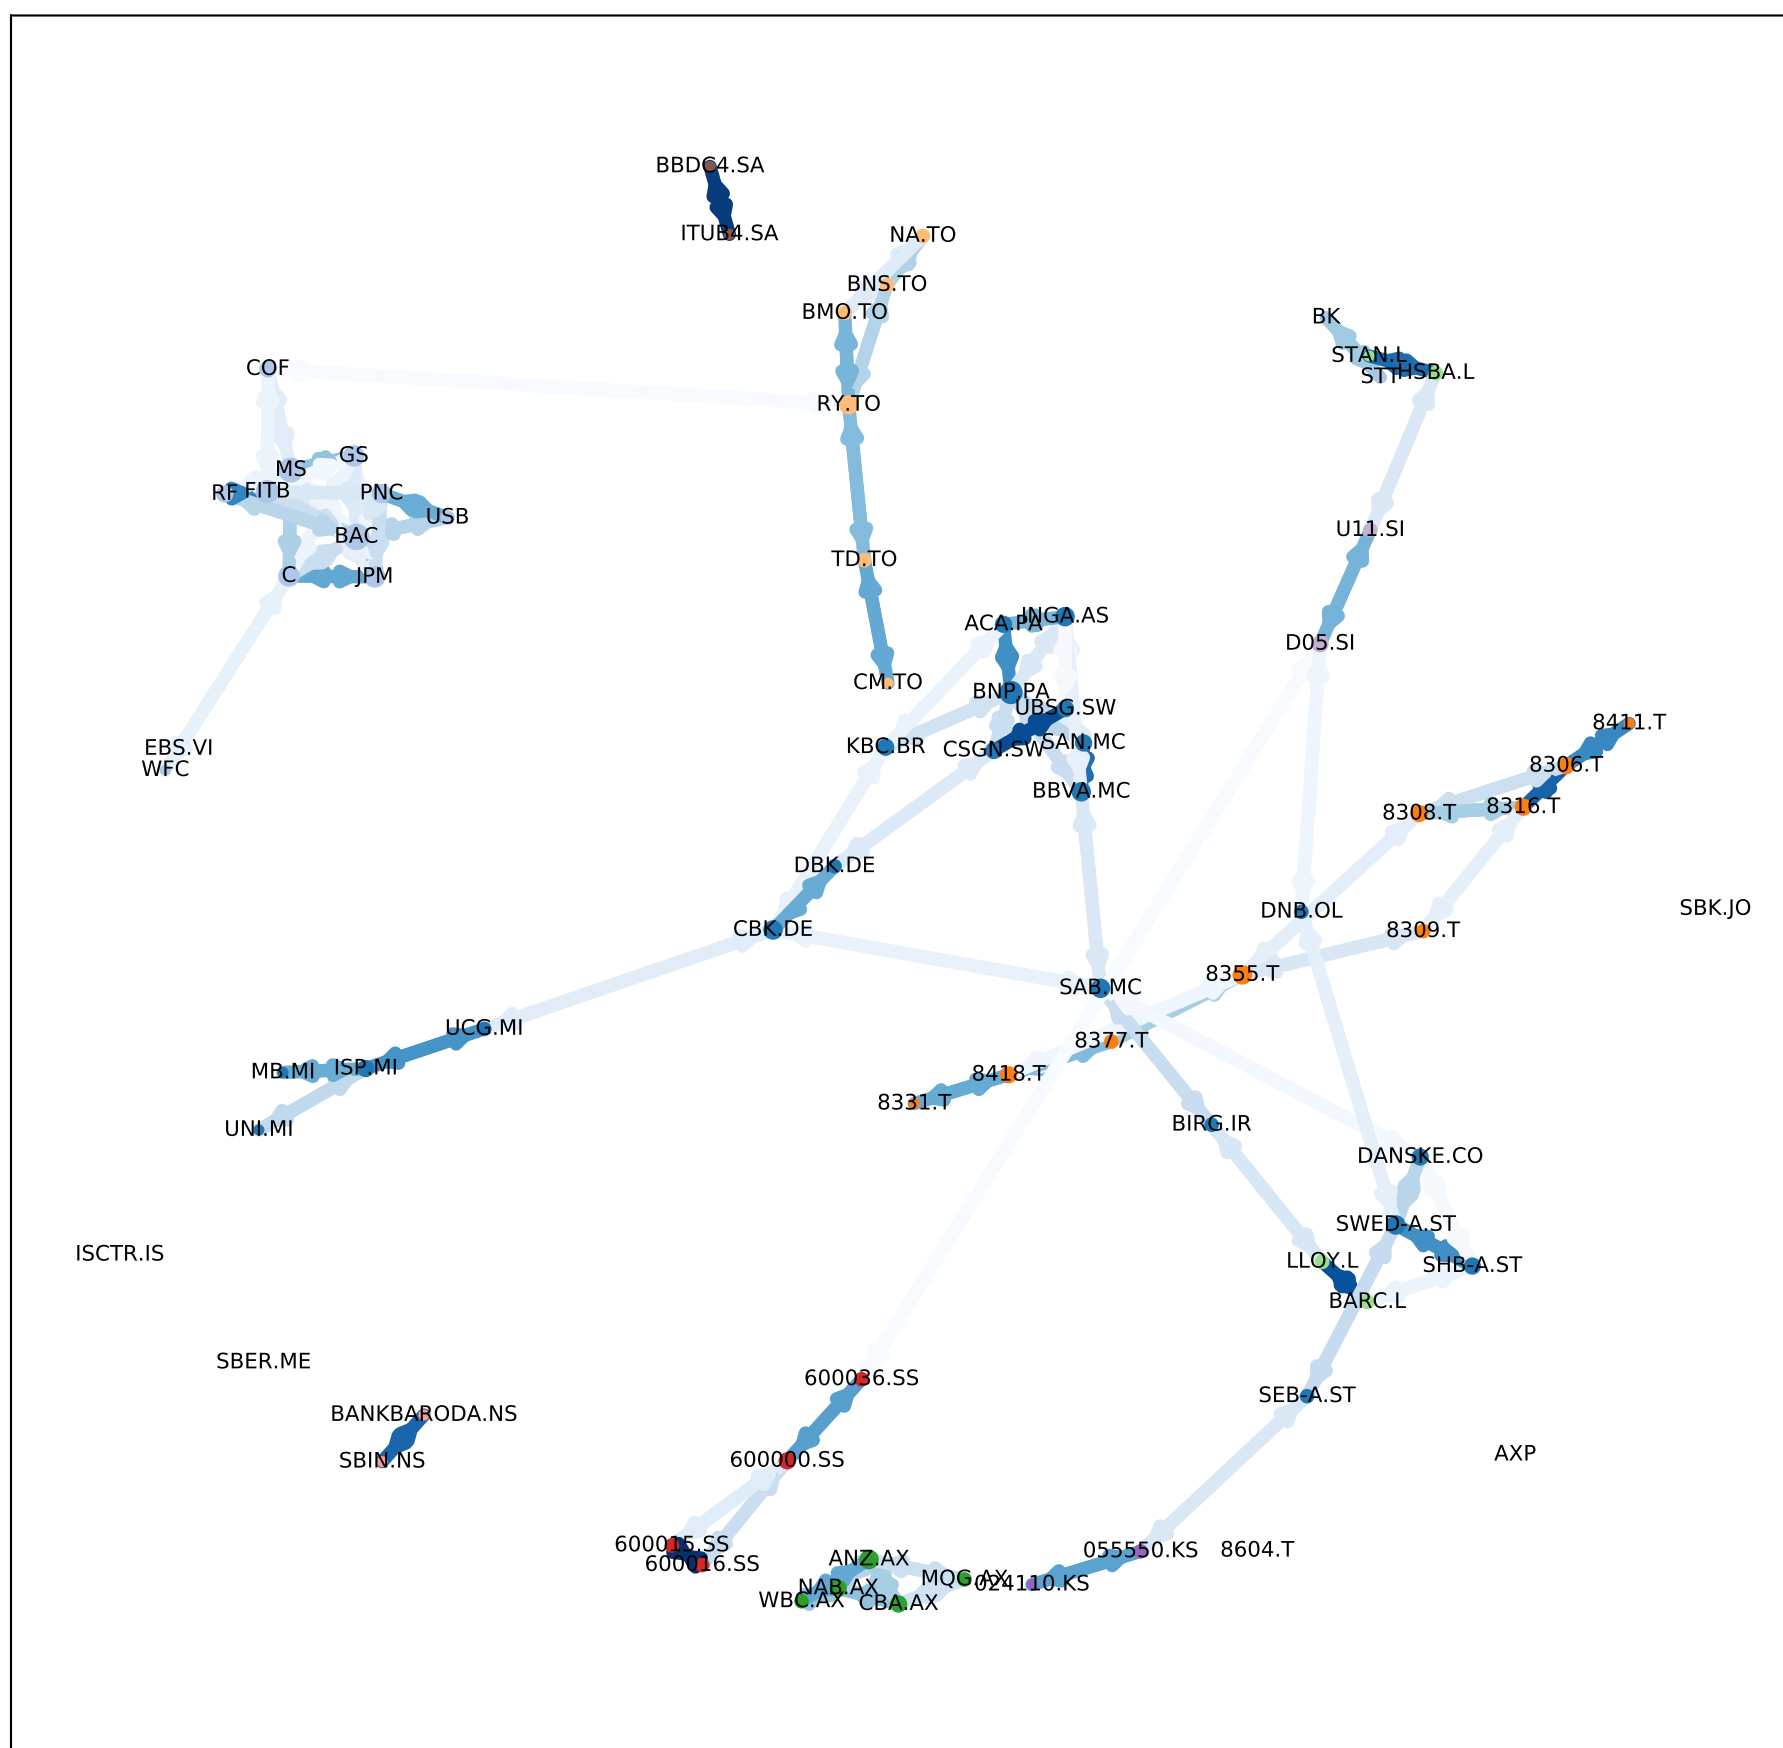 BBDC4.SA
ITUB4.SA
NA.TO
BNS.TO
BMO.TO
BK
STAN.L
HSBA.L
STT
COF
RY.TO
GS
MS
RF
FITB
PNC
USB
U11.SI
BAC
TD.TO
C
JPM
INGA.AS
ACA.PA
D05.SI
CM.TO
BNP.PA
UBSG.SW
8411.T
KBC.BR
CSGN.SW
SAN.MC
EBS.VI
WFC
8306.T
BBVA.MC
8316.T
8308.T
DBK.DE
SBK.JO
DNB.OL
CBK.DE
8309.T
8355.T
SAB.MC
UCG.MI
8377.T
ISP.MI
MB.MI
8418.T
8331.T
UNI.MI
BIRG.IR
DANSKE.CO
SWED-A.ST
ISCTR.IS
LLOY.L
SHB-A.ST
BARC.L
SBER.ME
600036.SS
SEB-A.ST
BANKBARODA.NS
SBIN.NS
600000.SS
AXP
600015.SS
600016.SS
055550.KS
8604.T
ANZ.AX
MQG.AX
024110.KS
NAB.AX
WBC.AX
CBA.AX